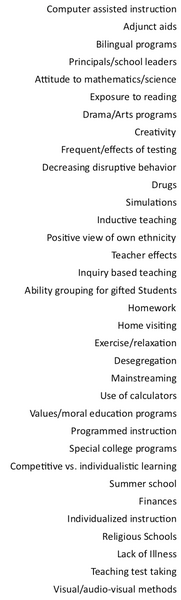 Computer assisted instruction
Adjunct aids
Bilingual programs
Principals/school leaders
Attitude to mathematics/science
Exposure to reading
Drama/Arts programs
Creativity
Frequent/effects of testing
Decreasing disruptive behavior
Drugs
Simulations
Inductive teaching
Positive view of own ethnicity
Teacher effects
Inquiry based teaching
Ability grouping for gifted Students
Homework
Home visiting
Exercise/relaxation
Desegregation
Mainstreaming
Use of calculators
Values/moral education programs
Programmed instruction
Special college programs
Competitive vs. individualistic learning
Summer school
Finances
Individualized instruction
Religious Schools
Lack of Illness
Teaching test taking
Visual/audio-visual methods